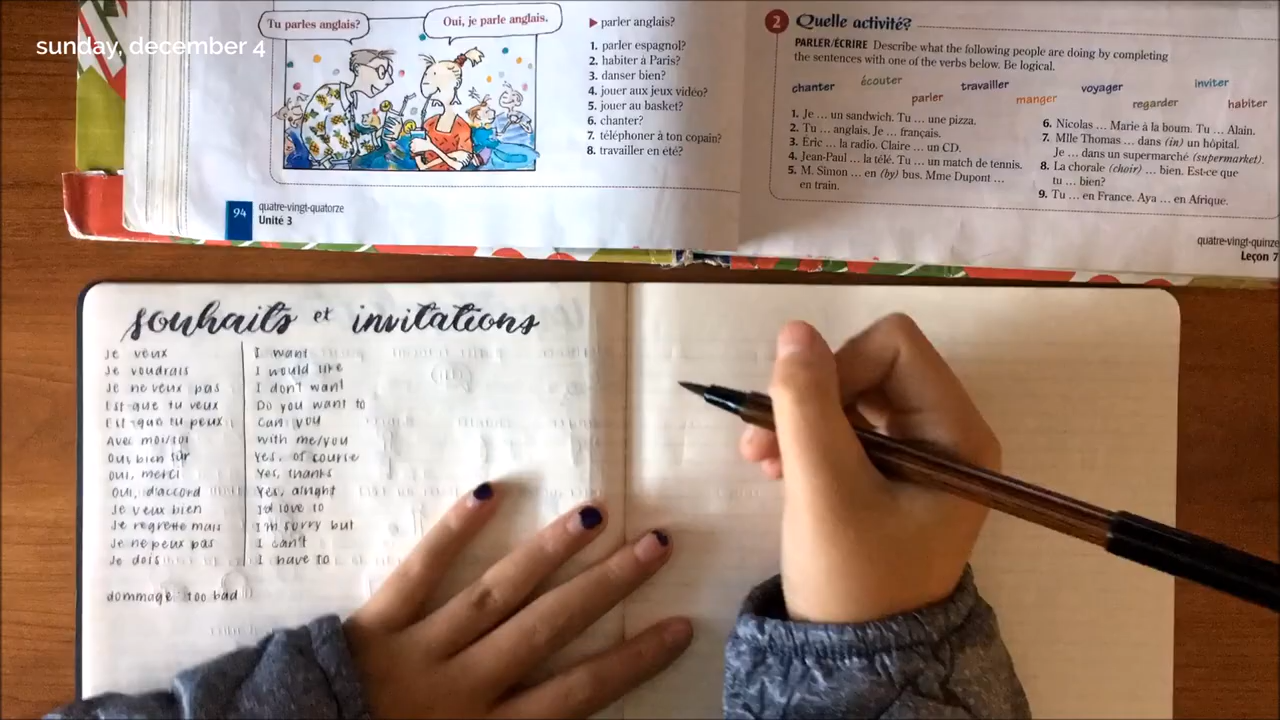 sunday, december 4
Tu parles anglais?
Oui, je parle anglais.
▶ parler anglais?
1. parler espagnol?
2. habiter à Paris?
3. danser bien?
4. jouer aux jeux vidéo?
5. jouer au basket?
6. chanter?
7. téléphoner à ton copain?
8. travailler en été?
94
quatre-vingt-quatorze
Unité 3
2 Quelle activité?
PARLER/ÉCRIRE Describe what the following people are doing by completing
the sentences with one of the verbs below. Be logical.
chanter écouter travailler voyager inviter
parler manger regarder habiter
1. Je ... un sandwich. Tu ... une pizza.
2. Tu ... anglais. Je ... français.
3. Éric ... la radio. Claire ... un CD.
4. Jean-Paul ... la télé. Tu ... un match de tennis.
5. M. Simon ... en (by) bus. Mme Dupont ...
en train.
6. Nicolas ... Marie à la boum. Tu ... Alain.
7. Mlle Thomas ... dans (in) un hôpital.
Je ... dans un supermarché (supermarket).
8. La chorale (choir) ... bien. Est-ce que
tu ... bien?
9. Tu ... en France. Aya ... en Afrique.
quatre-vingt-quinze
Leçon 7
souhaits et invitations
Je veux I want
Je voudrais I would like
Je ne veux pas I don't want
Est-que tu veux Do you want to
Est-que tu peux Can you
Avec moi/toi With me/you
Oui, bien sûr Yes, of course
Oui, merci Yes, thanks
Oui, d'accord Yes, alright
Je veux bien I'd love to
Je regrette mais I'm sorry but
Je ne peux pas I can't
Je dois I have to
dommage: too bad